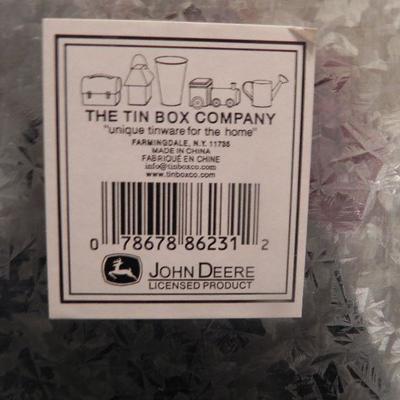 THE TIN BOX COMPANY
"unique tinware for the home"
FARMINGDALE, N.Y. 11735
MADE IN CHINA
FABRIQUÉ EN CHINE
info@tinboxco.com
www.tinboxco.com
0 78678 86231 2
JOHN DEERE
LICENSED PRODUCT